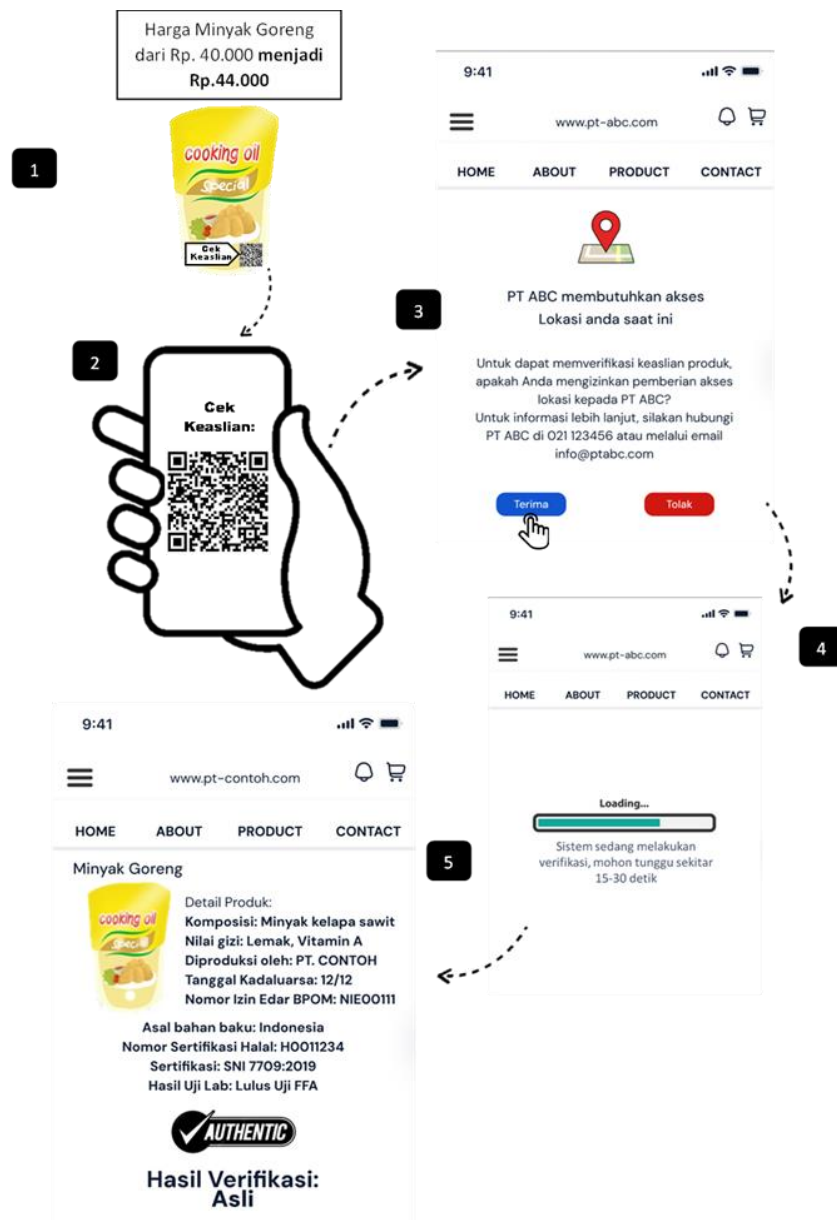 Harga Minyak Goreng
dari Rp. 40.000 menjadi
Rp.44.000
1
cooking oil
Special
Cek
Keaslian
2
Cek
Keaslian:
3
9:41
www.pt-abc.com
HOME ABOUT PRODUCT CONTACT
PT ABC membutuhkan akses
Lokasi anda saat ini
Untuk dapat memverifikasi keaslian produk,
apakah Anda mengizinkan pemberian akses
lokasi kepada PT ABC?
Untuk informasi lebih lanjut, silakan hubungi
PT ABC di 021 123456 atau melalui email
info@ptabc.com
Terima Tolak
4
9:41
www.pt-abc.com
HOME ABOUT PRODUCT CONTACT
Loading...
Sistem sedang melakukan
verifikasi, mohon tunggu sekitar
15-30 detik
5
9:41
www.pt-contoh.com
HOME ABOUT PRODUCT CONTACT
Minyak Goreng
cooking oil
Special
Detail Produk:
Komposisi: Minyak kelapa sawit
Nilai gizi: Lemak, Vitamin A
Diproduksi oleh: PT. CONTOH
Tanggal Kadaluarsa: 12/12
Nomor Izin Edar BPOM: NIE00111
Asal bahan baku: Indonesia
Nomor Sertifikasi Halal: H0011234
Sertifikasi: SNI 7709:2019
Hasil Uji Lab: Lulus Uji FFA
AUTHENTIC
Hasil Verifikasi:
Asli